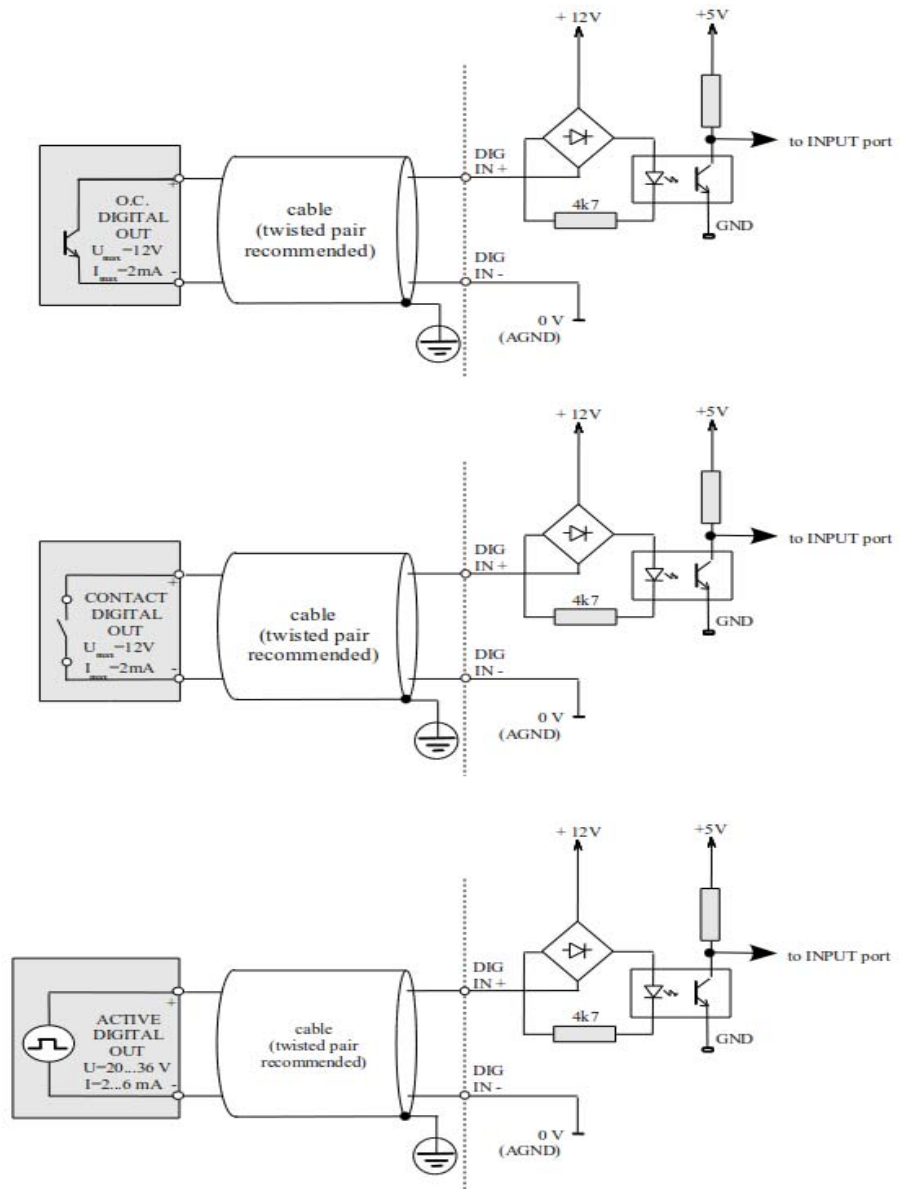 + 12V
+5V
to INPUT port
DIG
IN +
4k7
GND
+
O.C.
DIGITAL
OUT
Umax=12V
Imax=2mA -
cable
(twisted pair
recommended)
DIG
IN -
0 V
(AGND)
+ 12V
+5V
to INPUT port
DIG
IN +
4k7
GND
+
CONTACT
DIGITAL
OUT
Umax=12V
Imax=2mA -
cable
(twisted pair
recommended)
DIG
IN -
0 V
(AGND)
+ 12V
+5V
to INPUT port
DIG
IN +
4k7
GND
+
ACTIVE
DIGITAL
OUT
U=20...36 V
I=2...6 mA -
cable
(twisted pair
recommended)
DIG
IN -
0 V
(AGND)